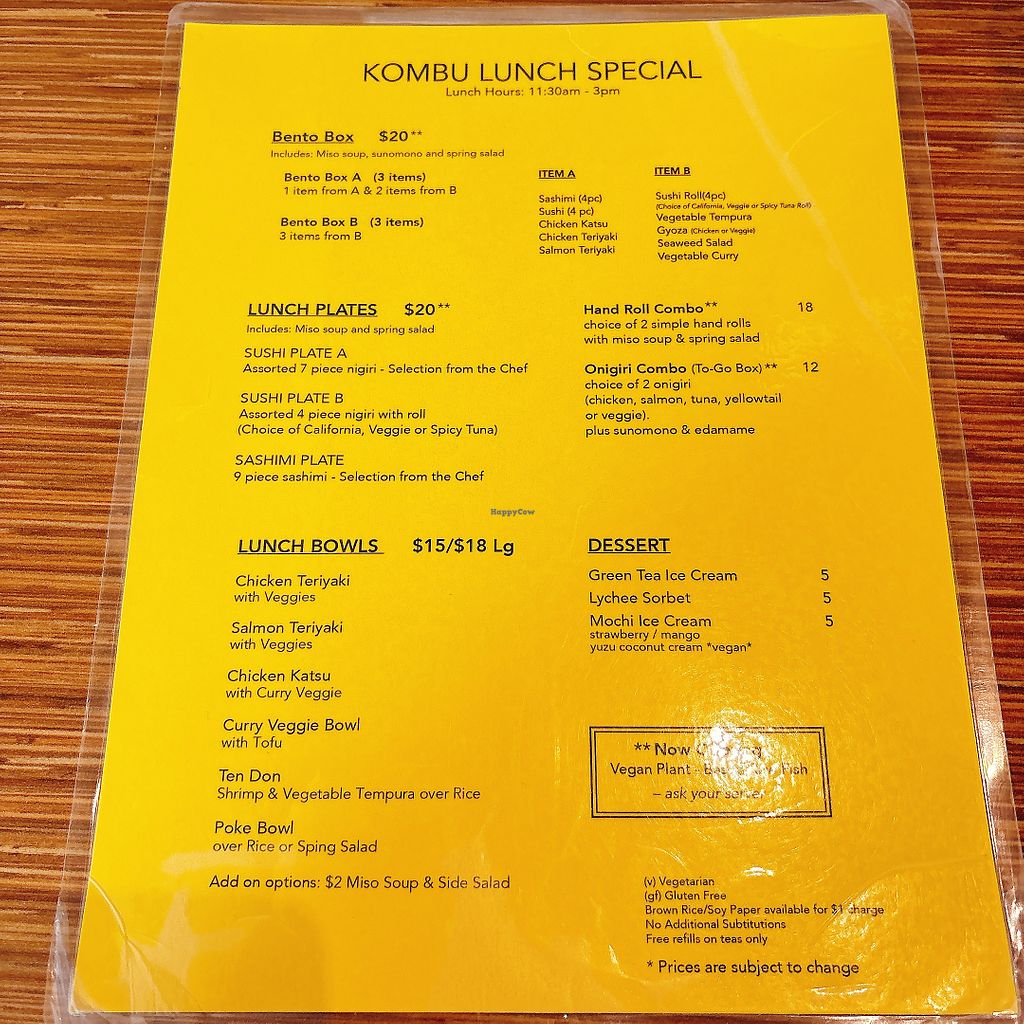 KOMBU LUNCH SPECIAL
Lunch Hours: 11:30am - 3pm
Bento Box $20**
Includes: Miso soup, sunomono and spring salad
Bento Box A (3 items)
1 item from A & 2 items from B
Bento Box B (3 items)
3 items from B
ITEM A
Sashimi (4pc)
Sushi (4 pc)
Chicken Katsu
Chicken Teriyaki
Salmon Teriyaki
ITEM B
Sushi Roll(4pc)
(Choice of California, Veggie or Spicy Tuna Roll)
Vegetable Tempura
Gyoza (Chicken or Veggie)
Seaweed Salad
Vegetable Curry
LUNCH PLATES $20**
Includes: Miso soup and spring salad
SUSHI PLATE A
Assorted 7 piece nigiri - Selection from the Chef
SUSHI PLATE B
Assorted 4 piece nigiri with roll
(Choice of California, Veggie or Spicy Tuna)
SASHIMI PLATE
9 piece sashimi - Selection from the Chef
Hand Roll Combo** 18
choice of 2 simple hand rolls
with miso soup & spring salad
Onigiri Combo (To-Go Box)** 12
choice of 2 onigiri
(chicken, salmon, tuna, yellowtail
or veggie).
plus sunomono & edamame
HappyCow
LUNCH BOWLS $15/$18 Lg
Chicken Teriyaki
with Veggies
Salmon Teriyaki
with Veggies
Chicken Katsu
with Curry Veggie
Curry Veggie Bowl
with Tofu
Ten Don
Shrimp & Vegetable Tempura over Rice
Poke Bowl
over Rice or Sping Salad
Add on options: $2 Miso Soup & Side Salad
DESSERT
Green Tea Ice Cream 5
Lychee Sorbet 5
Mochi Ice Cream 5
strawberry / mango
yuzu coconut cream *vegan*
**Now
Vegan Plant - Fish
– ask your server
(v) Vegetarian
(gf) Gluten Free
Brown Rice/Soy Paper available for $1 charge
No Additional Subtitutions
Free refills on teas only
* Prices are subject to change